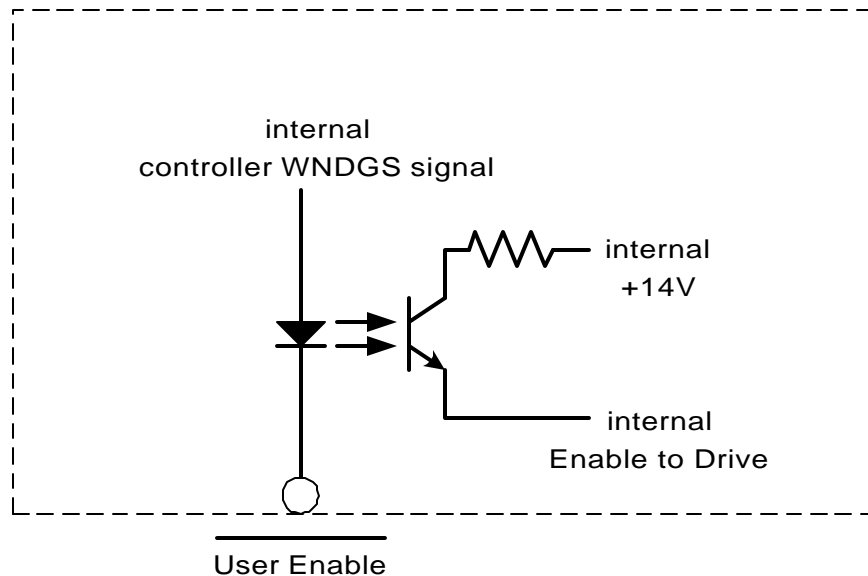 internal
controller WNDGS signal
internal
+14V
internal
Enable to Drive
User Enable